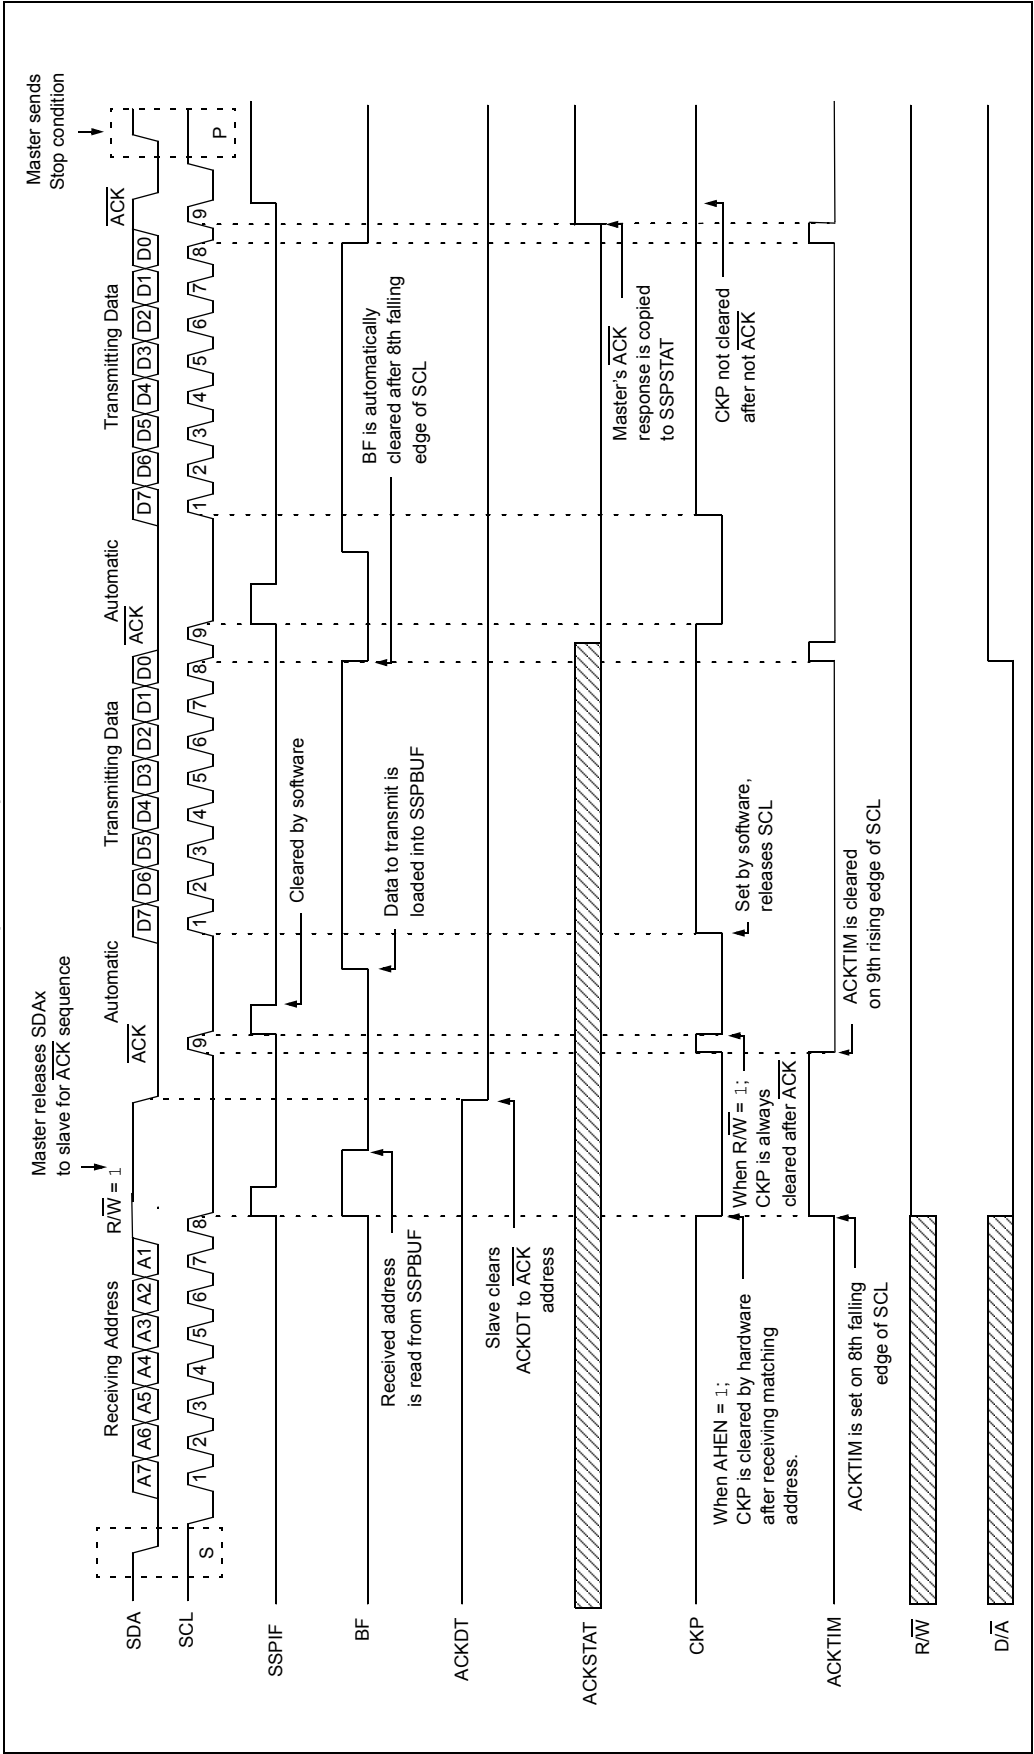 Master releases SDAx
to slave for ACK sequence
Master sends
Stop condition
Receiving Address
R/W = 1
Automatic
Transmitting Data
Automatic
Transmitting Data
ACK
ACK
ACK
SDA
A7 A6 A5 A4 A3 A2 A1
D7 D6 D5 D4 D3 D2 D1 D0
D7 D6 D5 D4 D3 D2 D1 D0
SCL
S
1 2 3 4 5 6 7 8 9
1 2 3 4 5 6 7 8 9
1 2 3 4 5 6 7 8 9
P
SSPIF
Cleared by software
BF
Received address
is read from SSPBUF
Data to transmit is
loaded into SSPBUF
BF is automatically
cleared after 8th falling
edge of SCL
ACKDT
Slave clears
ACKDT to ACK
address
ACKSTAT
Master's ACK
response is copied
to SSPSTAT
CKP
When AHEN = 1;
CKP is cleared by hardware
after receiving matching
address.
When R/W = 1;
CKP is always
cleared after ACK
Set by software,
releases SCL
CKP not cleared
after not ACK
ACKTIM
ACKTIM is set on 8th falling
edge of SCL
ACKTIM is cleared
on 9th rising edge of SCL
R/W
D/A